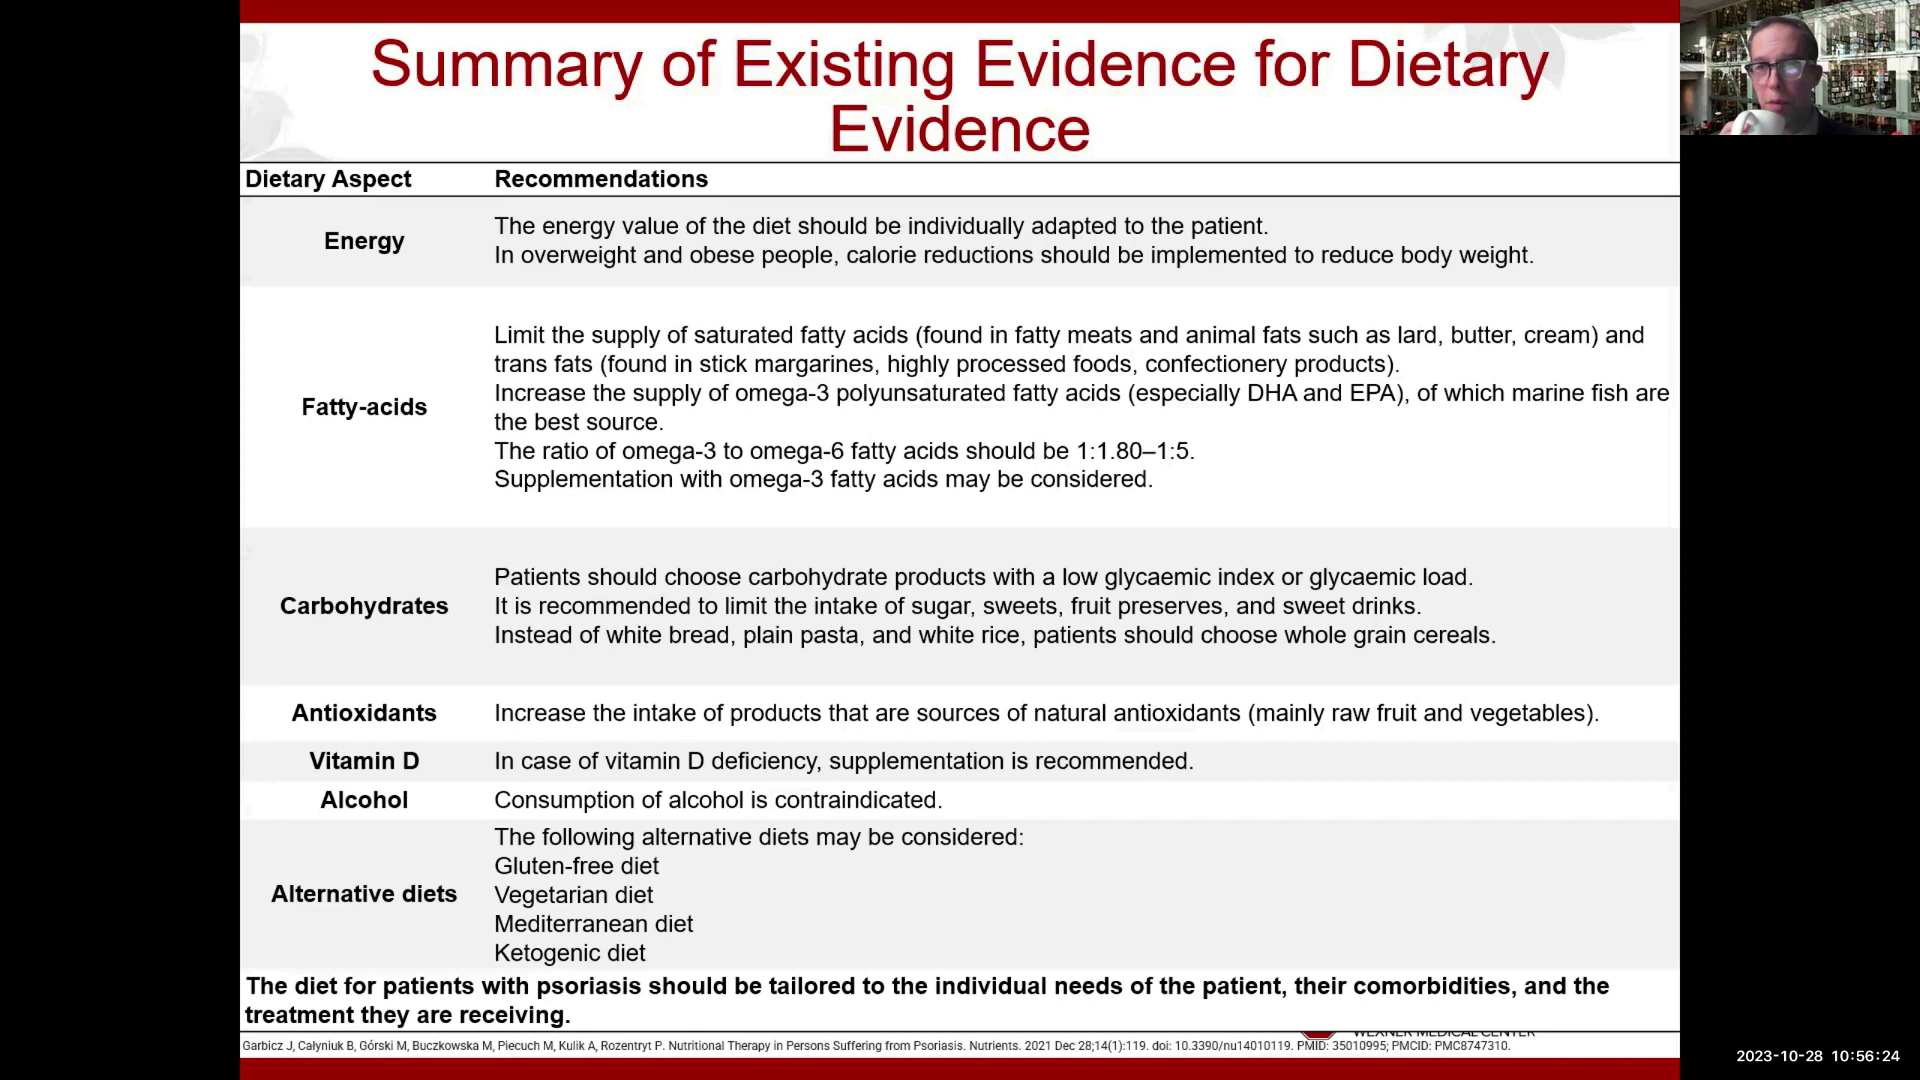 Summary of Existing Evidence for Dietary
Evidence
Dietary Aspect Recommendations
Energy
The energy value of the diet should be individually adapted to the patient.
In overweight and obese people, calorie reductions should be implemented to reduce body weight.
Fatty-acids
Limit the supply of saturated fatty acids (found in fatty meats and animal fats such as lard, butter, cream) and
trans fats (found in stick margarines, highly processed foods, confectionery products).
Increase the supply of omega-3 polyunsaturated fatty acids (especially DHA and EPA), of which marine fish are
the best source.
The ratio of omega-3 to omega-6 fatty acids should be 1:1.80–1:5.
Supplementation with omega-3 fatty acids may be considered.
Carbohydrates
Patients should choose carbohydrate products with a low glycaemic index or glycaemic load.
It is recommended to limit the intake of sugar, sweets, fruit preserves, and sweet drinks.
Instead of white bread, plain pasta, and white rice, patients should choose whole grain cereals.
Antioxidants Increase the intake of products that are sources of natural antioxidants (mainly raw fruit and vegetables).
Vitamin D In case of vitamin D deficiency, supplementation is recommended.
Alcohol Consumption of alcohol is contraindicated.
Alternative diets
The following alternative diets may be considered:
Gluten-free diet
Vegetarian diet
Mediterranean diet
Ketogenic diet
The diet for patients with psoriasis should be tailored to the individual needs of the patient, their comorbidities, and the
treatment they are receiving.
WEXNER MEDICAL CENTER
Garbicz J, Całyniuk B, Górski M, Buczkowska M, Piecuch M, Kulik A, Rozentryt P. Nutritional Therapy in Persons Suffering from Psoriasis. Nutrients. 2021 Dec 28;14(1):119. doi: 10.3390/nu14010119. PMID: 35010995; PMCID: PMC8747310.
2023-10-28 10:56:24